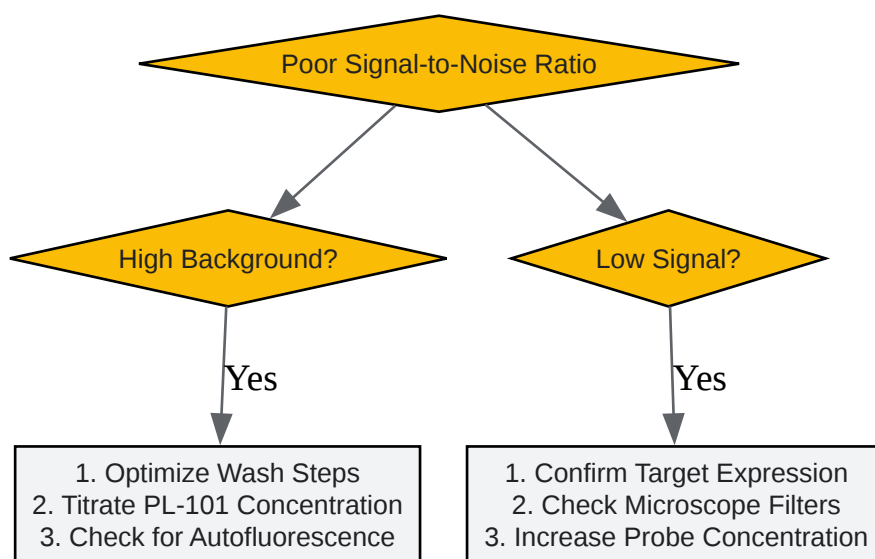 Poor Signal-to-Noise Ratio
High Background?
Low Signal?
Yes
Yes
1. Optimize Wash Steps
2. Titrate PL-101 Concentration
3. Check for Autofluorescence
1. Confirm Target Expression
2. Check Microscope Filters
3. Increase Probe Concentration